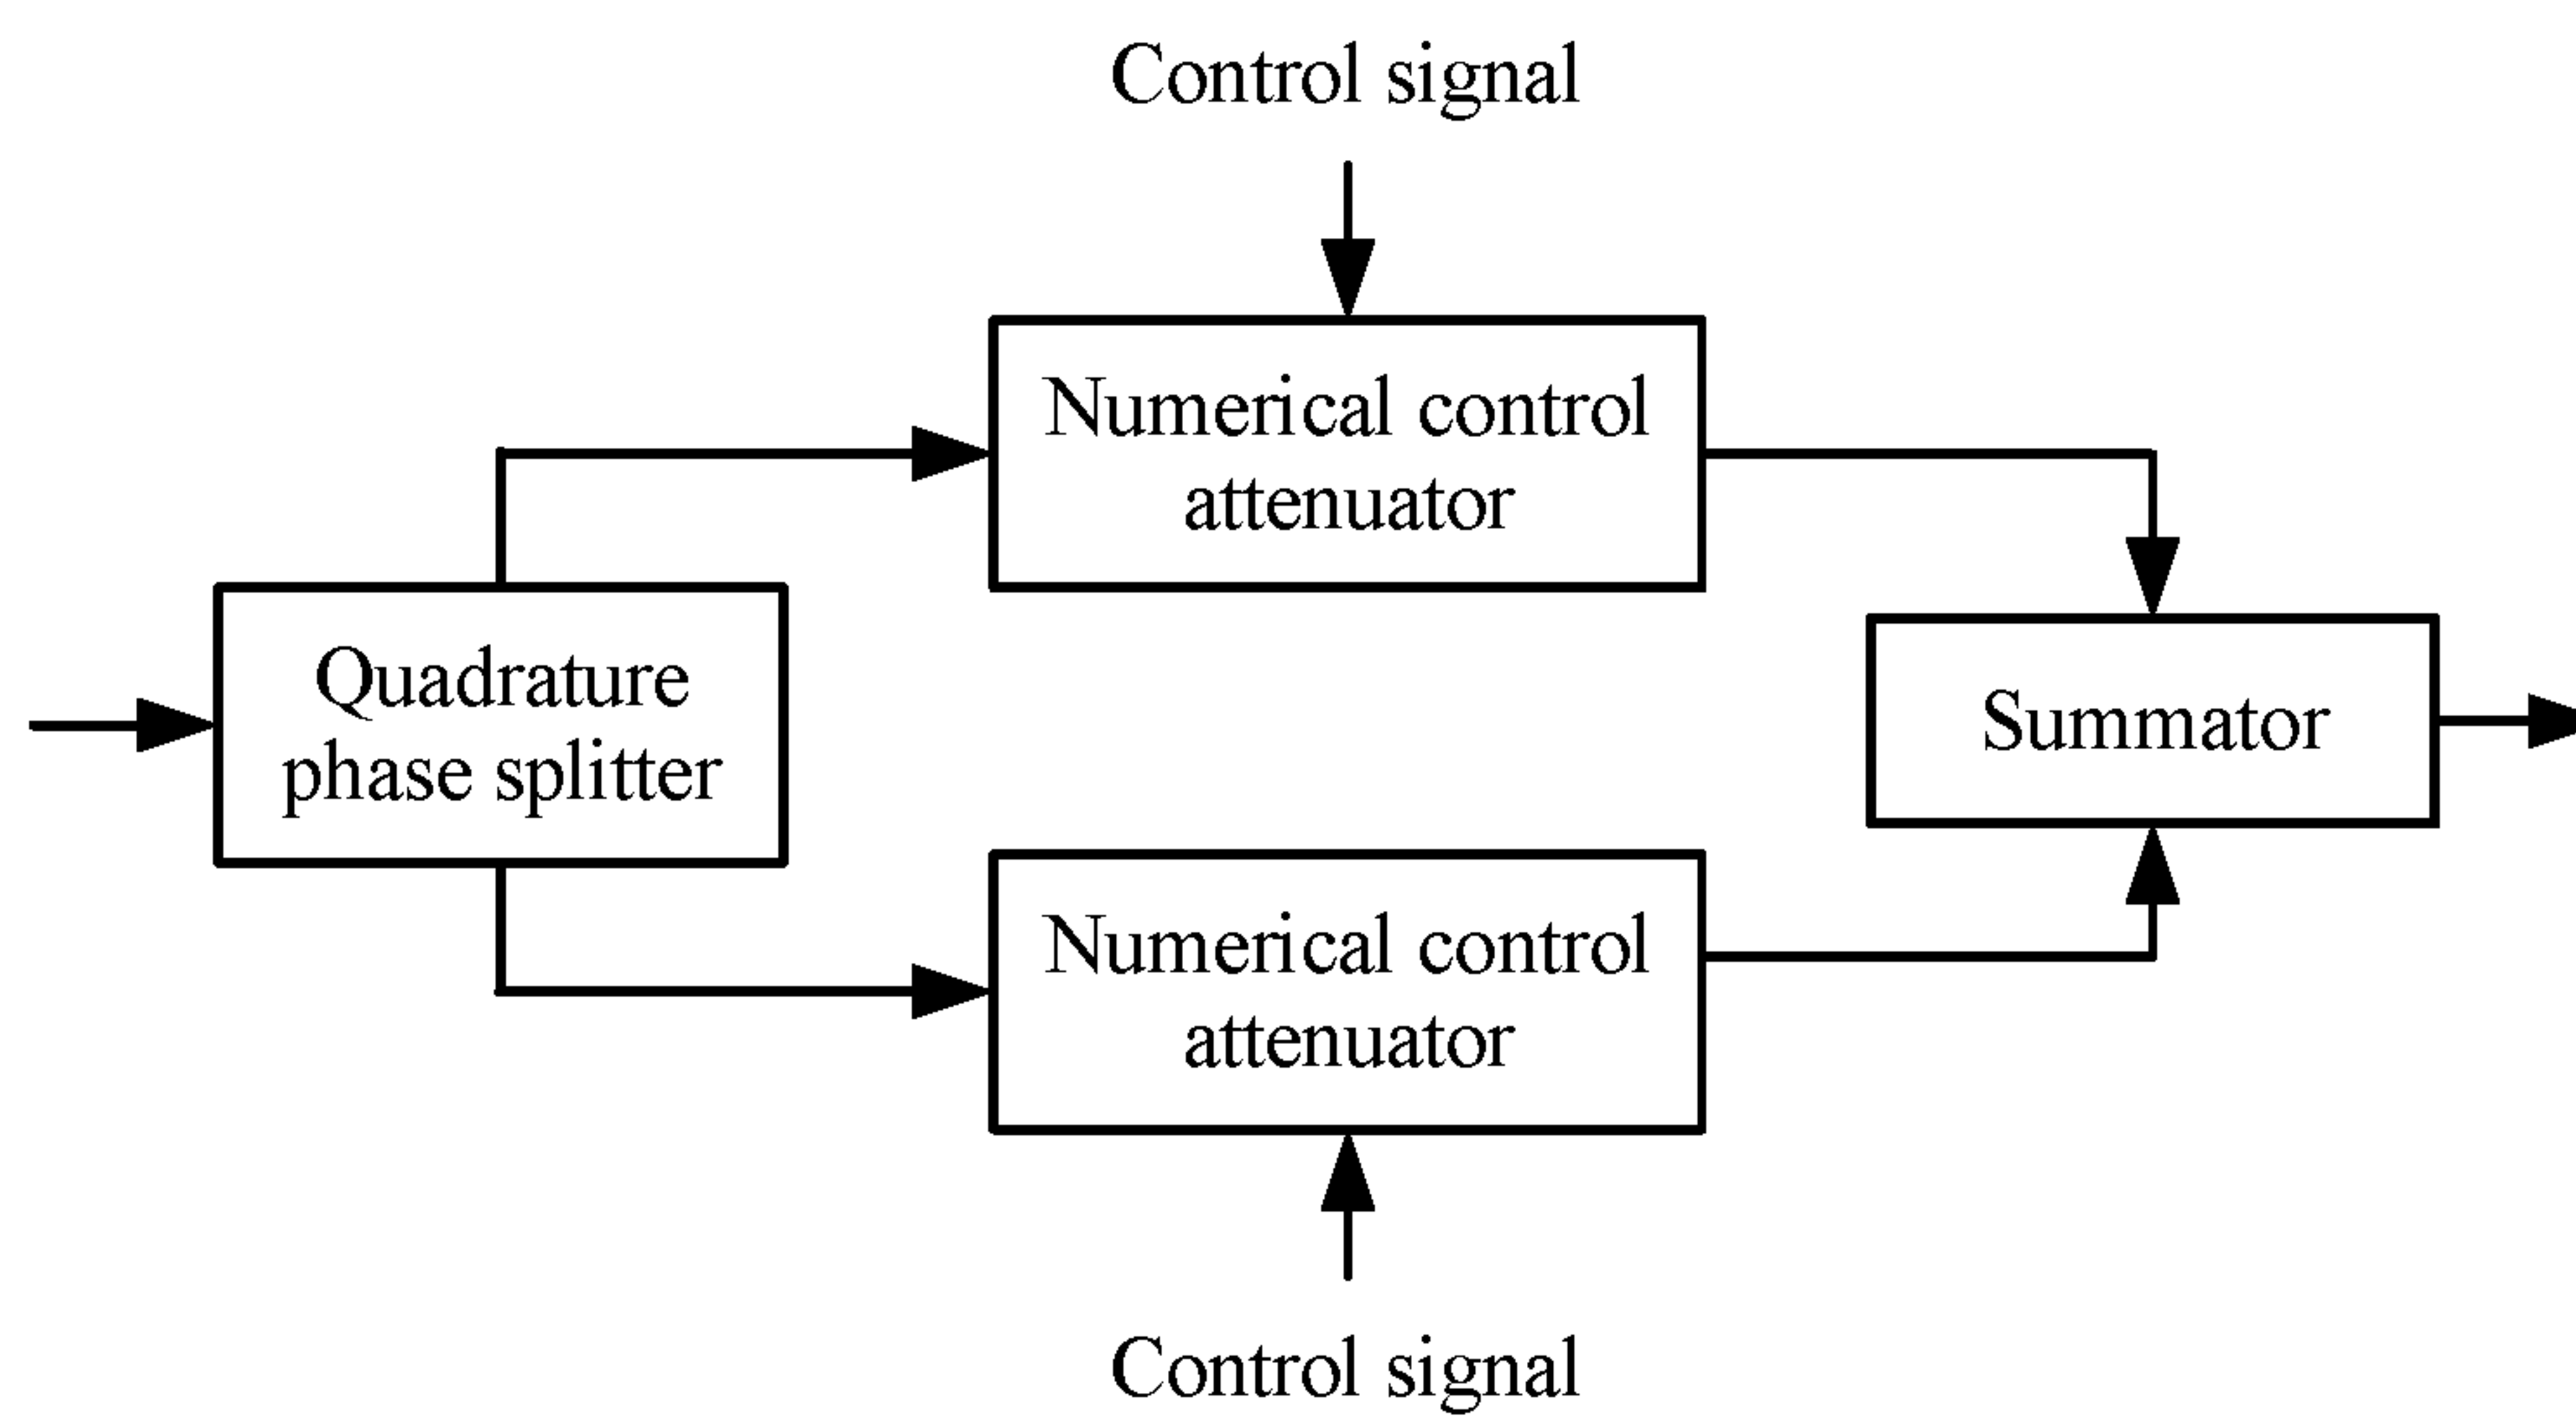 Control signal
Numerical control
attenuator
Quadrature
phase splitter
Summator
Numerical control
attenuator
Control signal